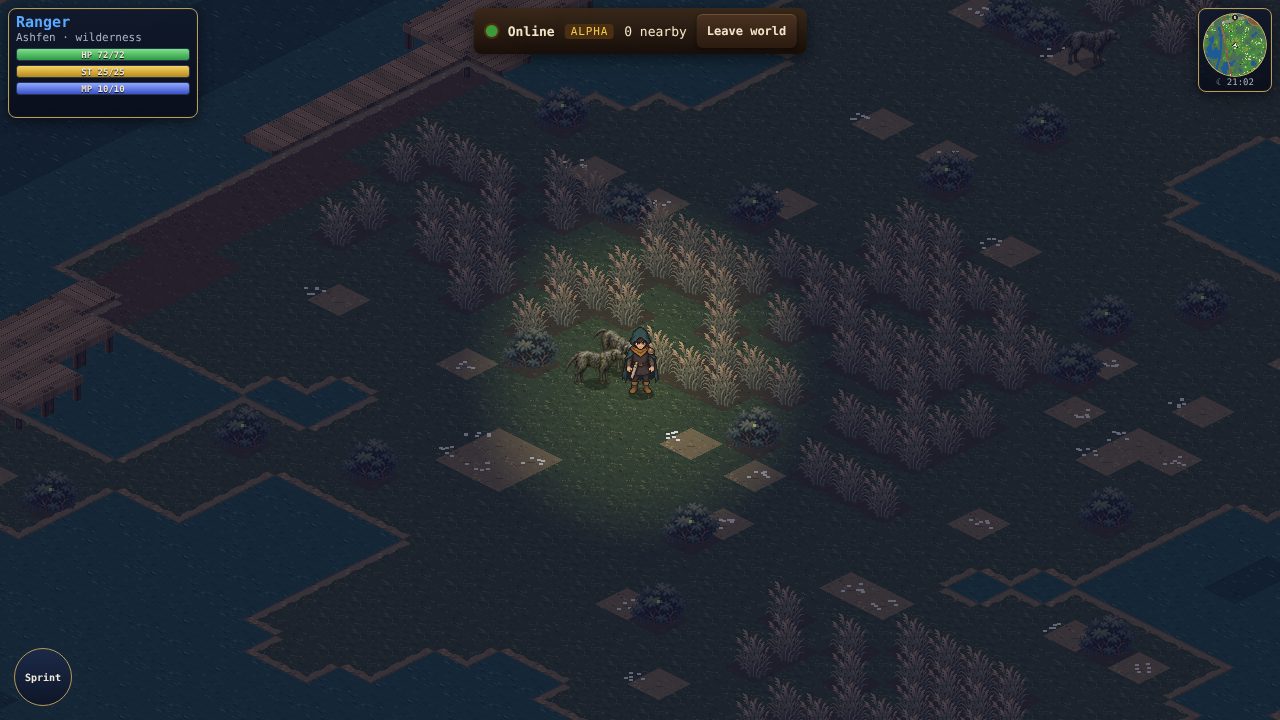 Ranger
Ashfen · wilderness
HP 72/72
ST 25/25
MP 10/10
Online ALPHA 0 nearby Leave world
☾ 21:02
Sprint